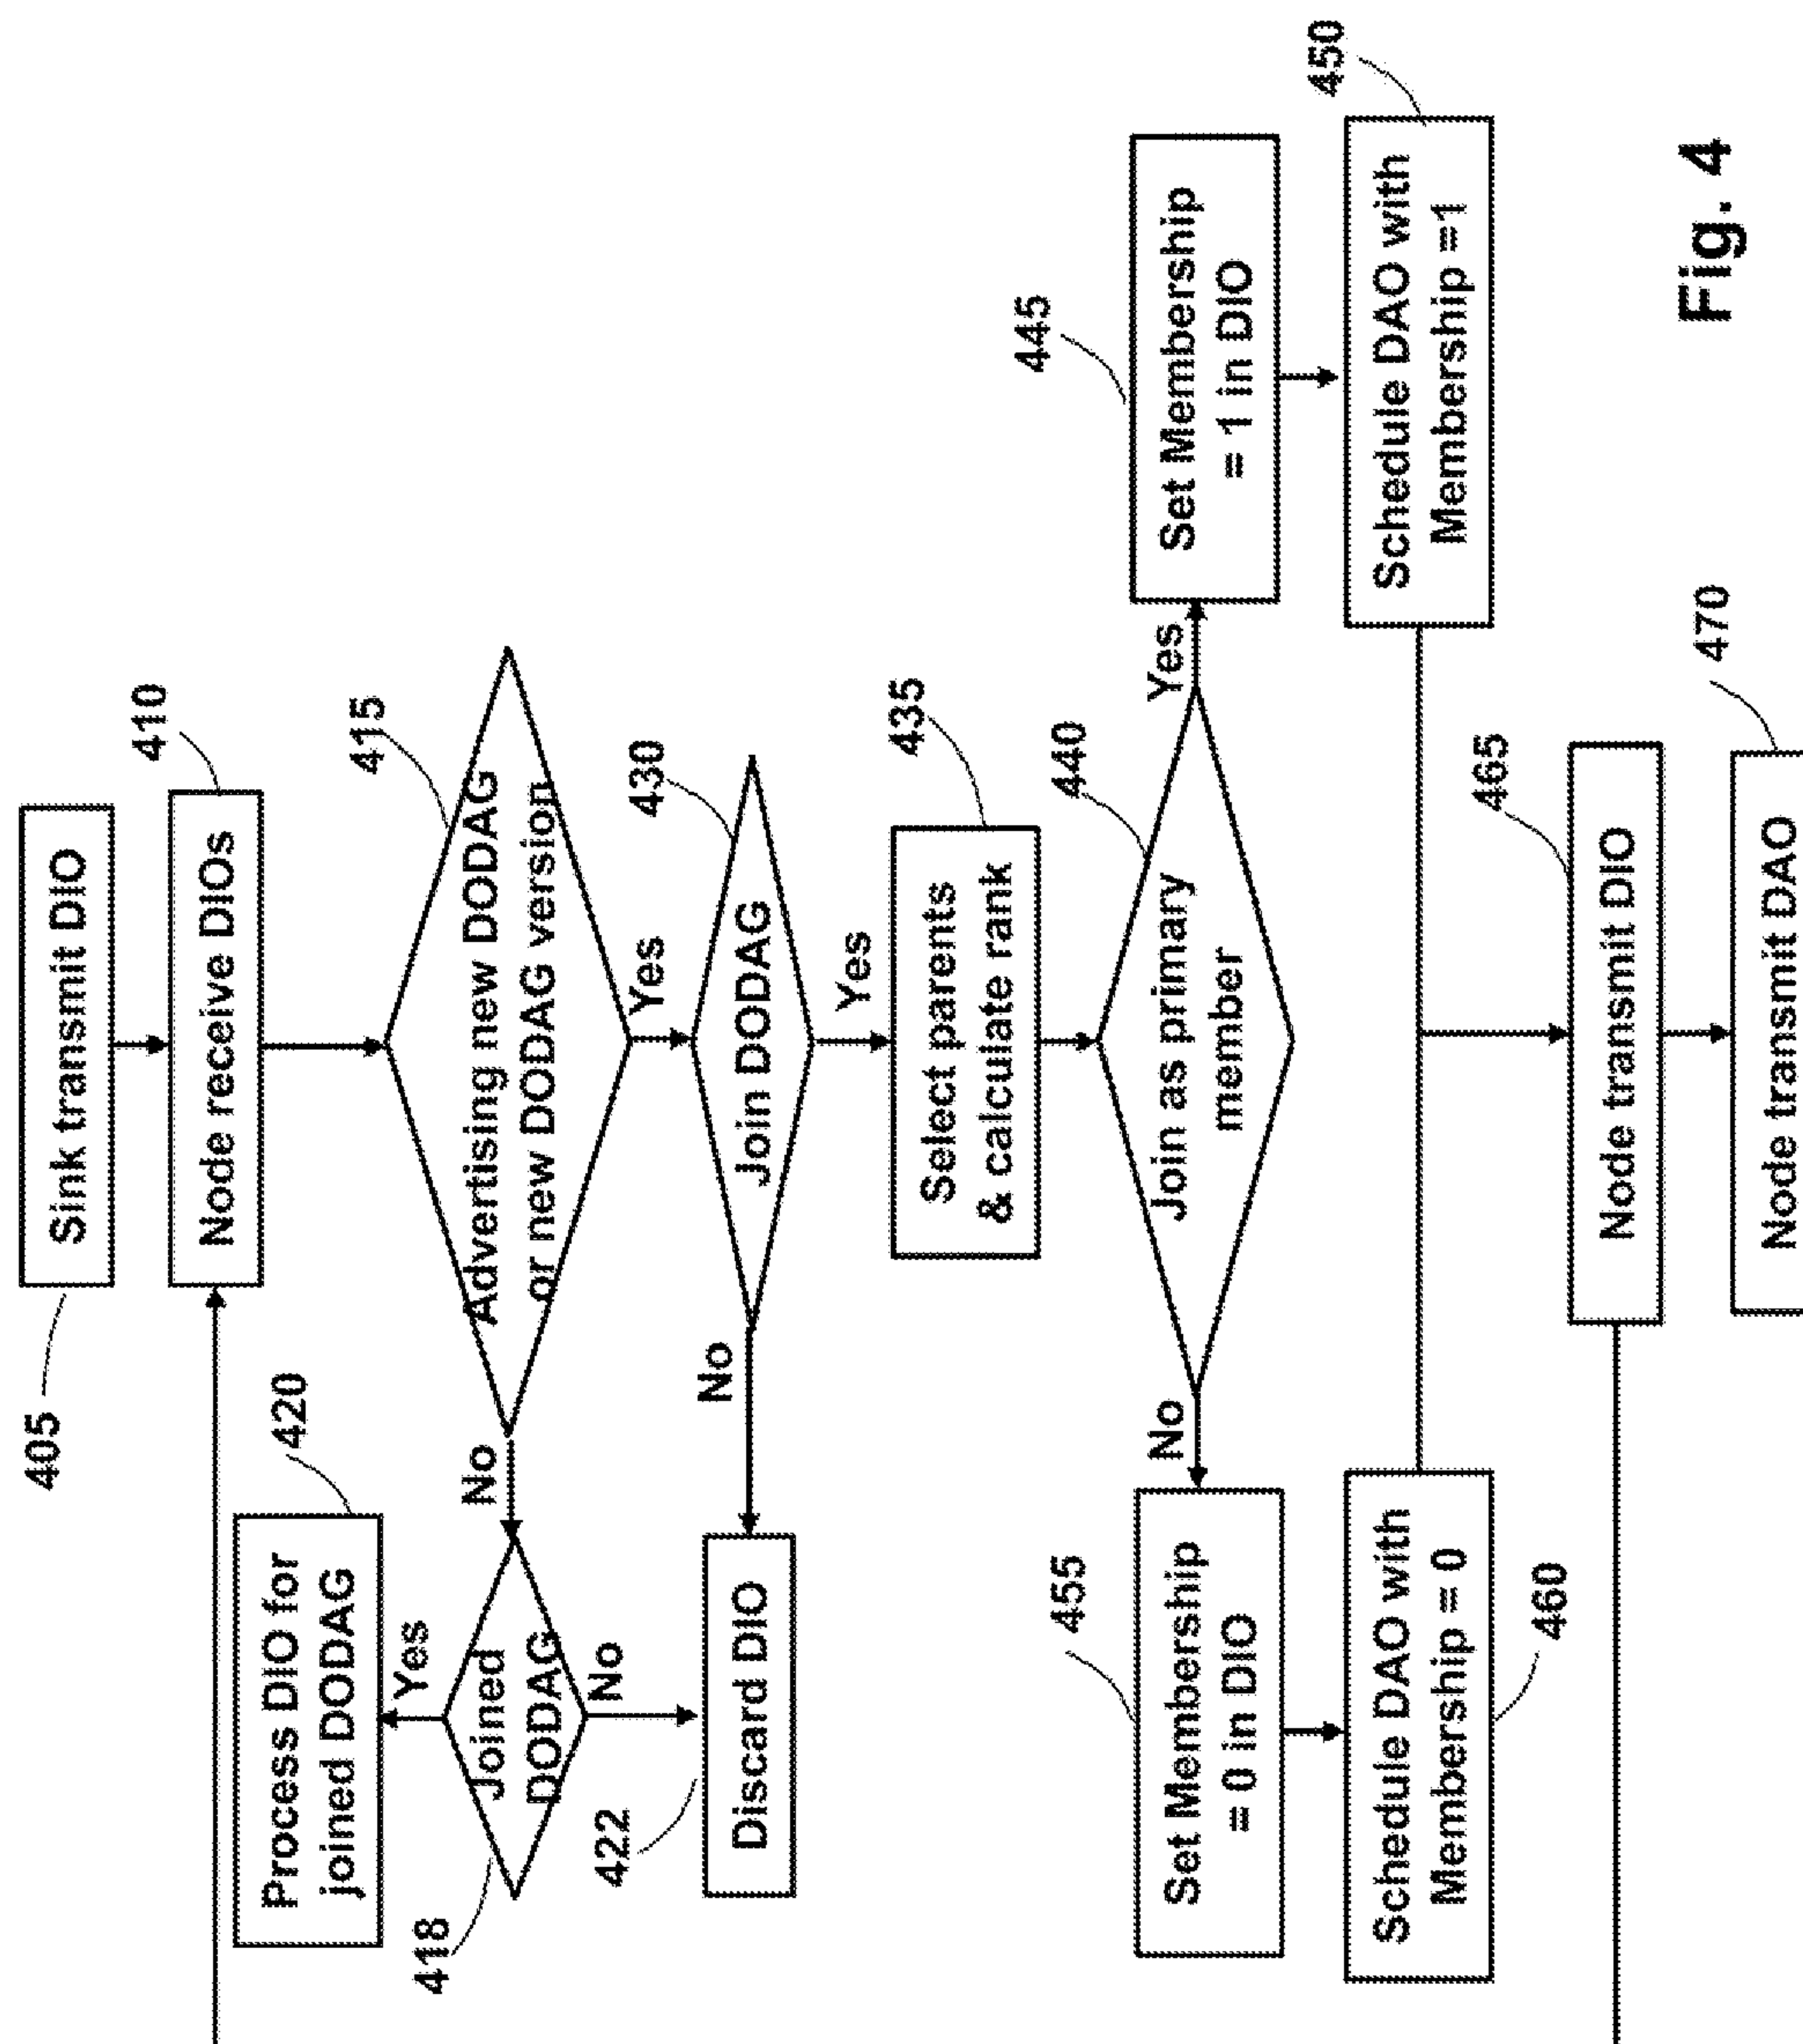 Sink transmit DIO
405
Node receive DIOs
410
Advertising new DODAG
or new DODAG version
415
No
Yes
Joined
DODAG
418
Yes
No
Process DIO for
joined DODAG
420
Discard DIO
422
Join DODAG
430
No
Yes
Select parents
& calculate rank
435
Join as primary
member
440
No
Yes
Set Membership
= 1 in DIO
445
Schedule DAO with
Membership =1
450
Set Membership
= 0 in DIO
455
Schedule DAO with
Membership = 0
460
Node transmit DIO
465
Node transmit DAO
470
Fig. 4